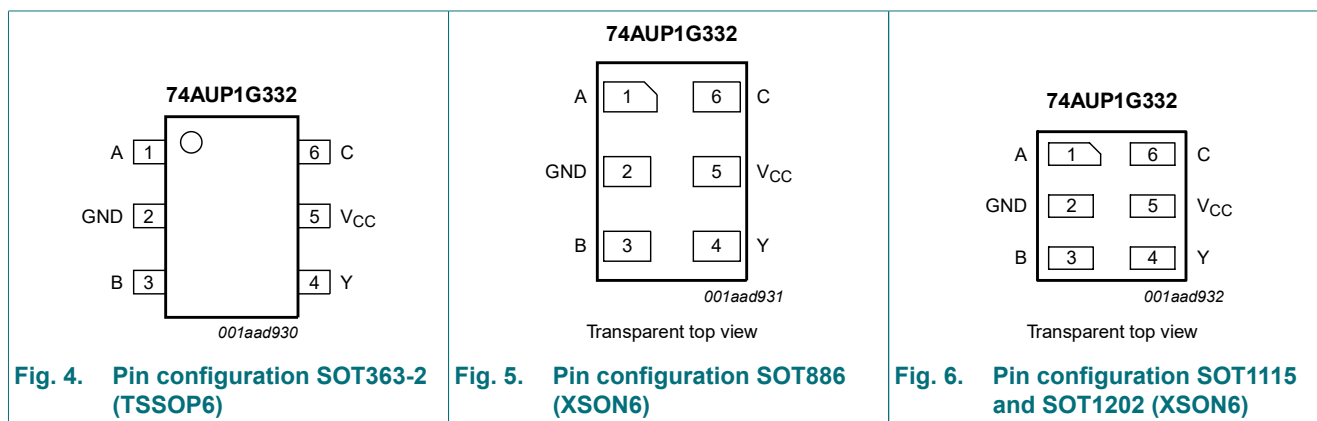 74AUP1G332
A 1 6 C
GND 2 5 VCC
B 3 4 Y
001aad930
Fig. 4. Pin configuration SOT363-2
(TSSOP6)
74AUP1G332
A 1 6 C
GND 2 5 VCC
B 3 4 Y
001aad931
Transparent top view
Fig. 5. Pin configuration SOT886
(XSON6)
74AUP1G332
A 1 6 C
GND 2 5 VCC
B 3 4 Y
001aad932
Transparent top view
Fig. 6. Pin configuration SOT1115
and SOT1202 (XSON6)